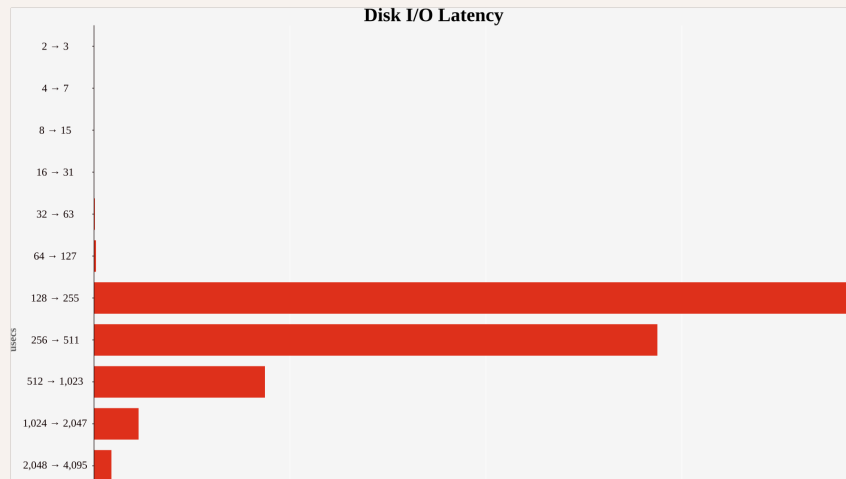 Disk I/O Latency
2 → 3
4 → 7
8 → 15
16 → 31
32 → 63
64 → 127
128 → 255
256 → 511
512 → 1,023
1,024 → 2,047
2,048 → 4,095
usecs